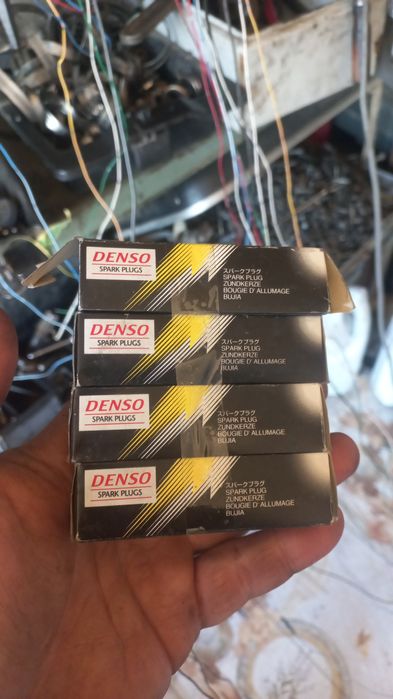 DENSO
SPARK PLUGS
スパークプラグ
SPARK PLUG
ZUNDKERZE
BOUGIE D' ALLUMAGE
BUJIA
DENSO
SPARK PLUGS
スパークプラグ
SPARK PLUG
ZUNDKERZE
BOUGIE D' ALLUMAGE
BUJIA
DENSO
SPARK PLUGS
スパークプラグ
SPARK PLUG
ZUNDKERZE
BOUGIE D' ALLUMAGE
BUJIA
DENSO
SPARK PLUGS
スパークプラグ
SPARK PLUG
ZUNDKERZE
BOUGIE D' ALLUMAGE
BUJIA